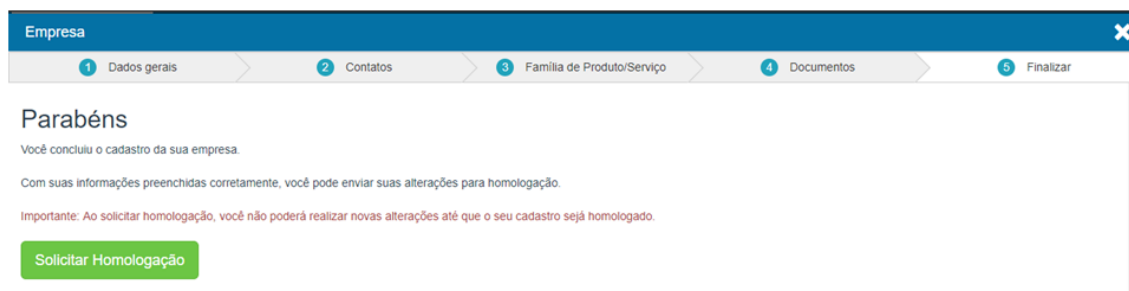 Empresa
1 Dados gerais
2 Contatos
3 Família de Produto/Serviço
4 Documentos
5 Finalizar
Parabéns
Você concluiu o cadastro da sua empresa.
Com suas informações preenchidas corretamente, você pode enviar suas alterações para homologação.
Importante: Ao solicitar homologação, você não poderá realizar novas alterações até que o seu cadastro sejá homologado.
Solicitar Homologação